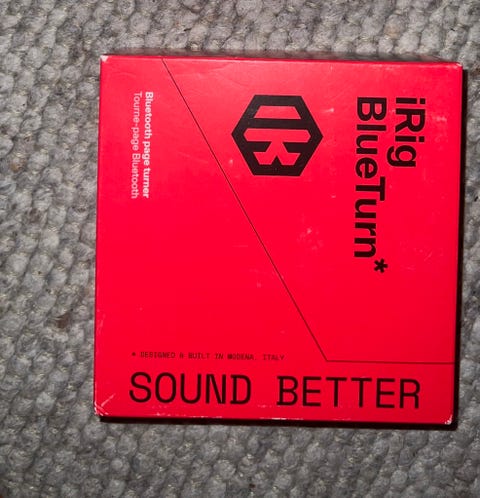 iRig
BlueTurn*
Bluetooth page turner
Tourne-page Bluetooth
* DESIGNED & BUILT IN MODENA, ITALY
SOUND BETTER